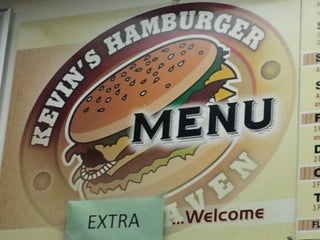 KEVIN'S HAMBURGER
MENU
EXTRA
...Welcome